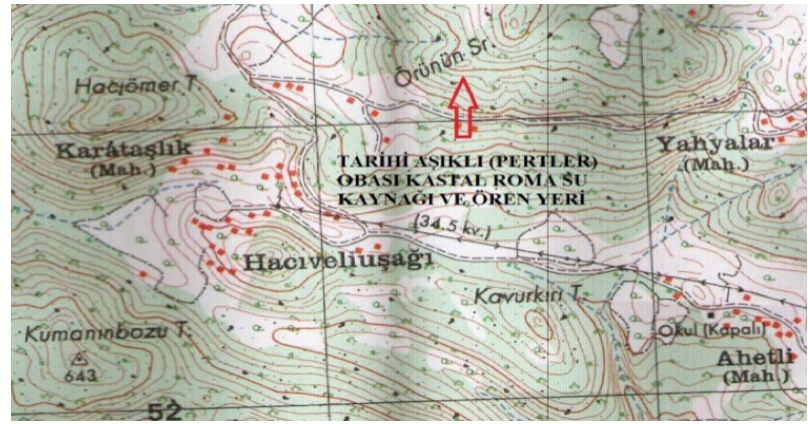 Örünün Sr.
Hacıömer T.
Karataşlık
(Mah.)
Yahyalar
(Mah.)
TARİHİ AŞIKLI (PERTLER)
OBASI KASTAL ROMA SU
KAYNAĞI VE ÖREN YERİ
(34.5 kv.)
Hacıveliuşağı
Kavurkırı T.
Kumanınbozu T.
643
Okul (Kapalı)
Ahetli
(Mah.)
52